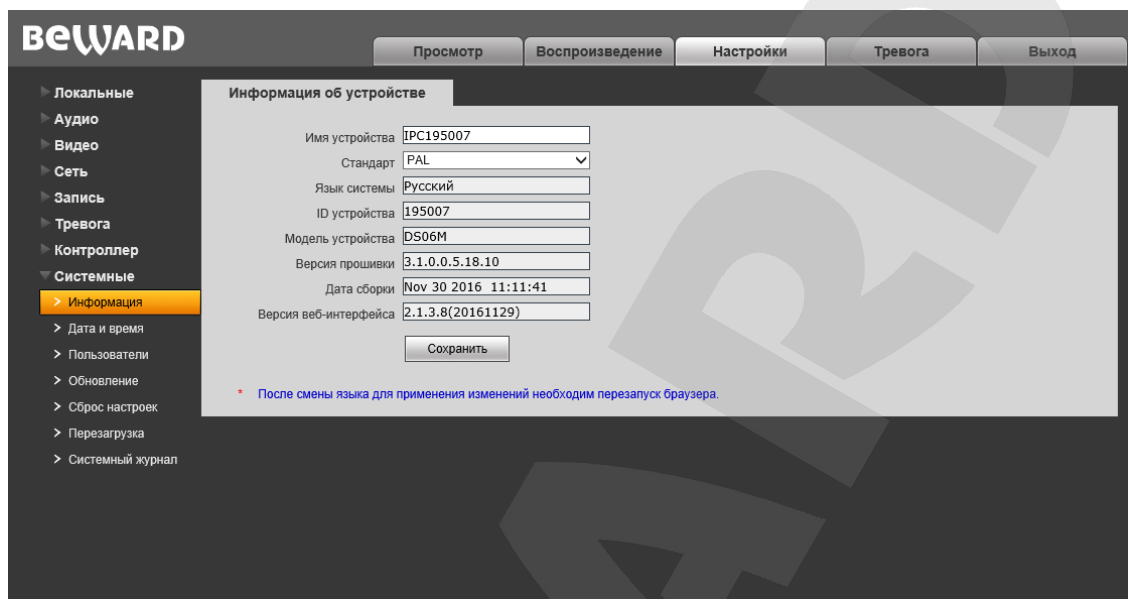 BEWARD
Просмотр Воспроизведение Настройки Тревога Выход
Локальные
Аудио
Видео
Сеть
Запись
Тревога
Контроллер
Системные
> Информация
> Дата и время
> Пользователи
> Обновление
> Сброс настроек
> Перезагрузка
> Системный журнал
Информация об устройстве
Имя устройства IPC195007
Стандарт PAL
Язык системы Русский
ID устройства 195007
Модель устройства DS06M
Версия прошивки 3.1.0.0.5.18.10
Дата сборки Nov 30 2016 11:11:41
Версия веб-интерфейса 2.1.3.8(20161129)
Сохранить
* После смены языка для применения изменений необходим перезапуск браузера.